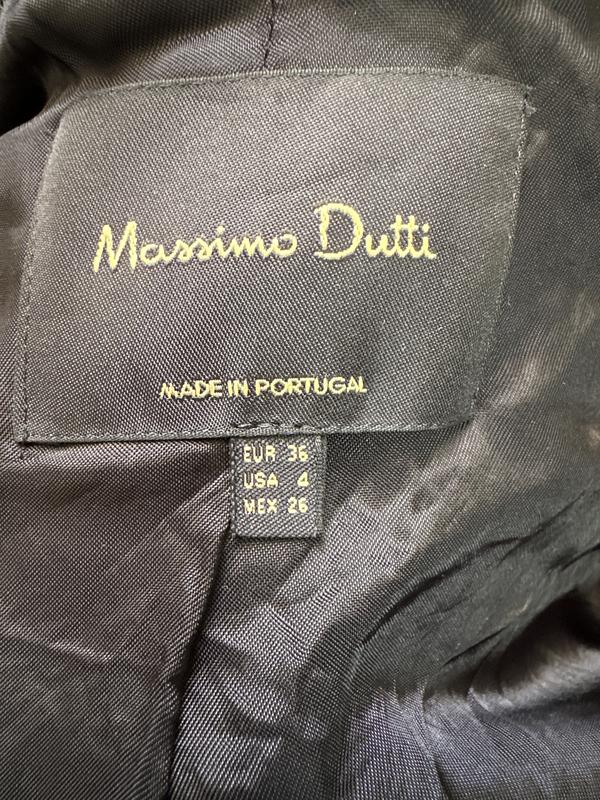 Massimo Dutti
MADE IN PORTUGAL
EUR 36
USA 4
MEX 26